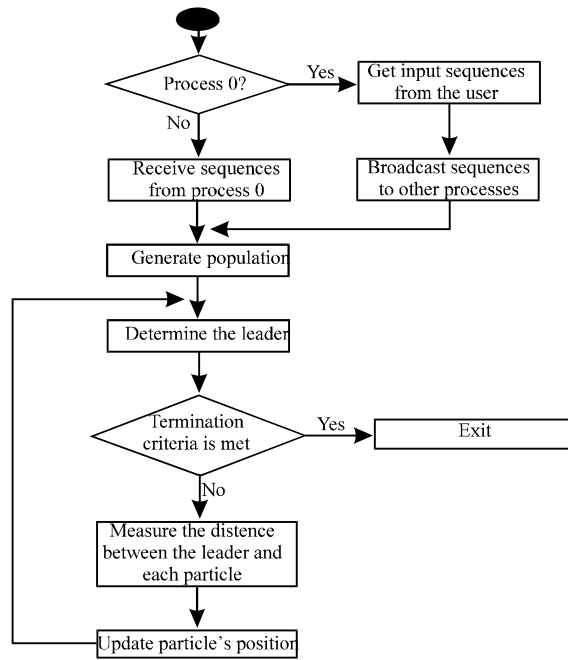 Process 0?
Yes
Get input sequences
from the user
No
Receive sequences
from process 0
Broadcast sequences
to other processes
Generate population
Determine the leader
Termination
criteria is met
Yes
Exit
No
Measure the distence
between the leader and
each particle
Update particle's position